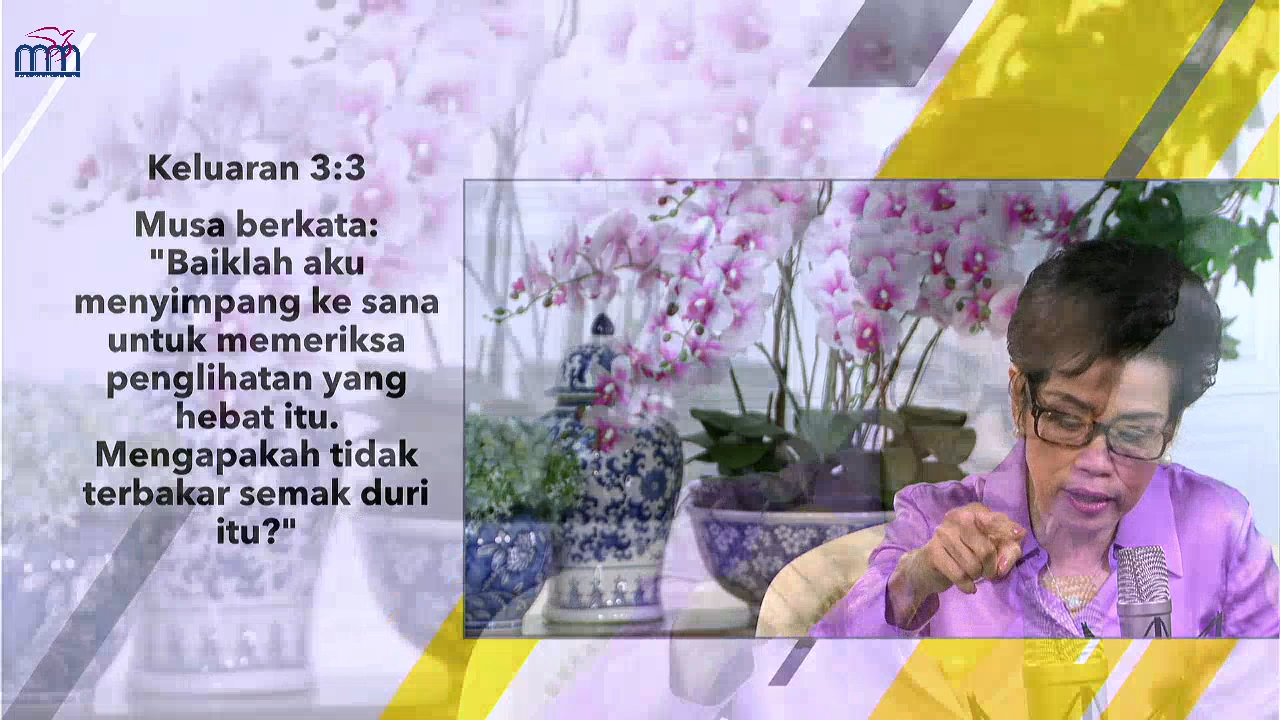 Keluaran 3:3
Musa berkata:
"Baiklah aku
menyimpang ke sana
untuk memeriksa
penglihatan yang
hebat itu.
Mengapakah tidak
terbakar semak duri
itu?"